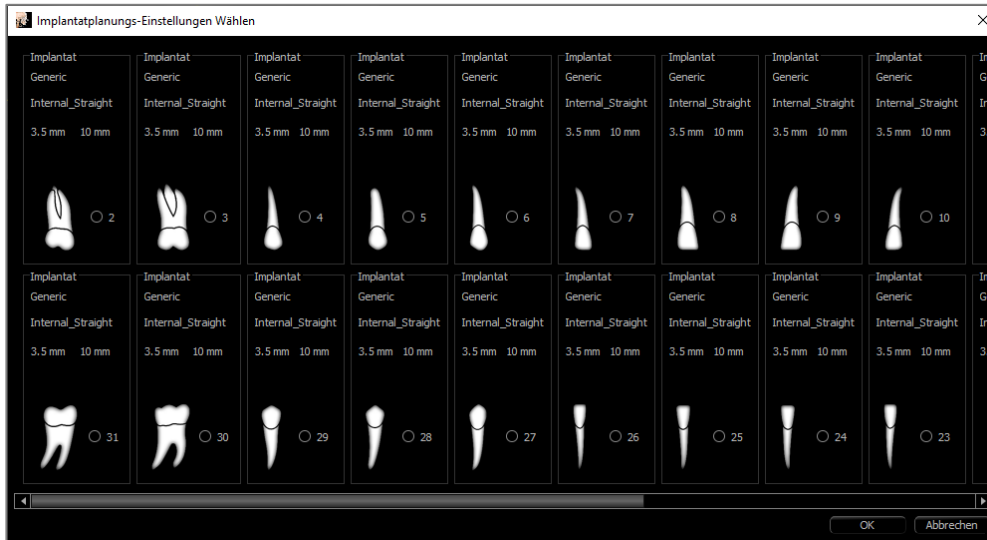 Implantatplanungs-Einstellungen Wählen
Implantat Implantat Implantat Implantat Implantat Implantat Implantat Implantat Implantat
Generic Generic Generic Generic Generic Generic Generic Generic Generic
Internal_Straight Internal_Straight Internal_Straight Internal_Straight Internal_Straight Internal_Straight Internal_Straight Internal_Straight Internal_Straight
3.5 mm 10 mm 3.5 mm 10 mm 3.5 mm 10 mm 3.5 mm 10 mm 3.5 mm 10 mm 3.5 mm 10 mm 3.5 mm 10 mm 3.5 mm 10 mm 3.5 mm 10 mm 3.
2 3 4 5 6 7 8 9 10
Implantat Implantat Implantat Implantat Implantat Implantat Implantat Implantat Implantat
Generic Generic Generic Generic Generic Generic Generic Generic Generic
Internal_Straight Internal_Straight Internal_Straight Internal_Straight Internal_Straight Internal_Straight Internal_Straight Internal_Straight Internal_Straight
3.5 mm 10 mm 3.5 mm 10 mm 3.5 mm 10 mm 3.5 mm 10 mm 3.5 mm 10 mm 3.5 mm 10 mm 3.5 mm 10 mm 3.5 mm 10 mm 3.5 mm 10 mm 3.
31 30 29 28 27 26 25 24 23
OK Abbrechen